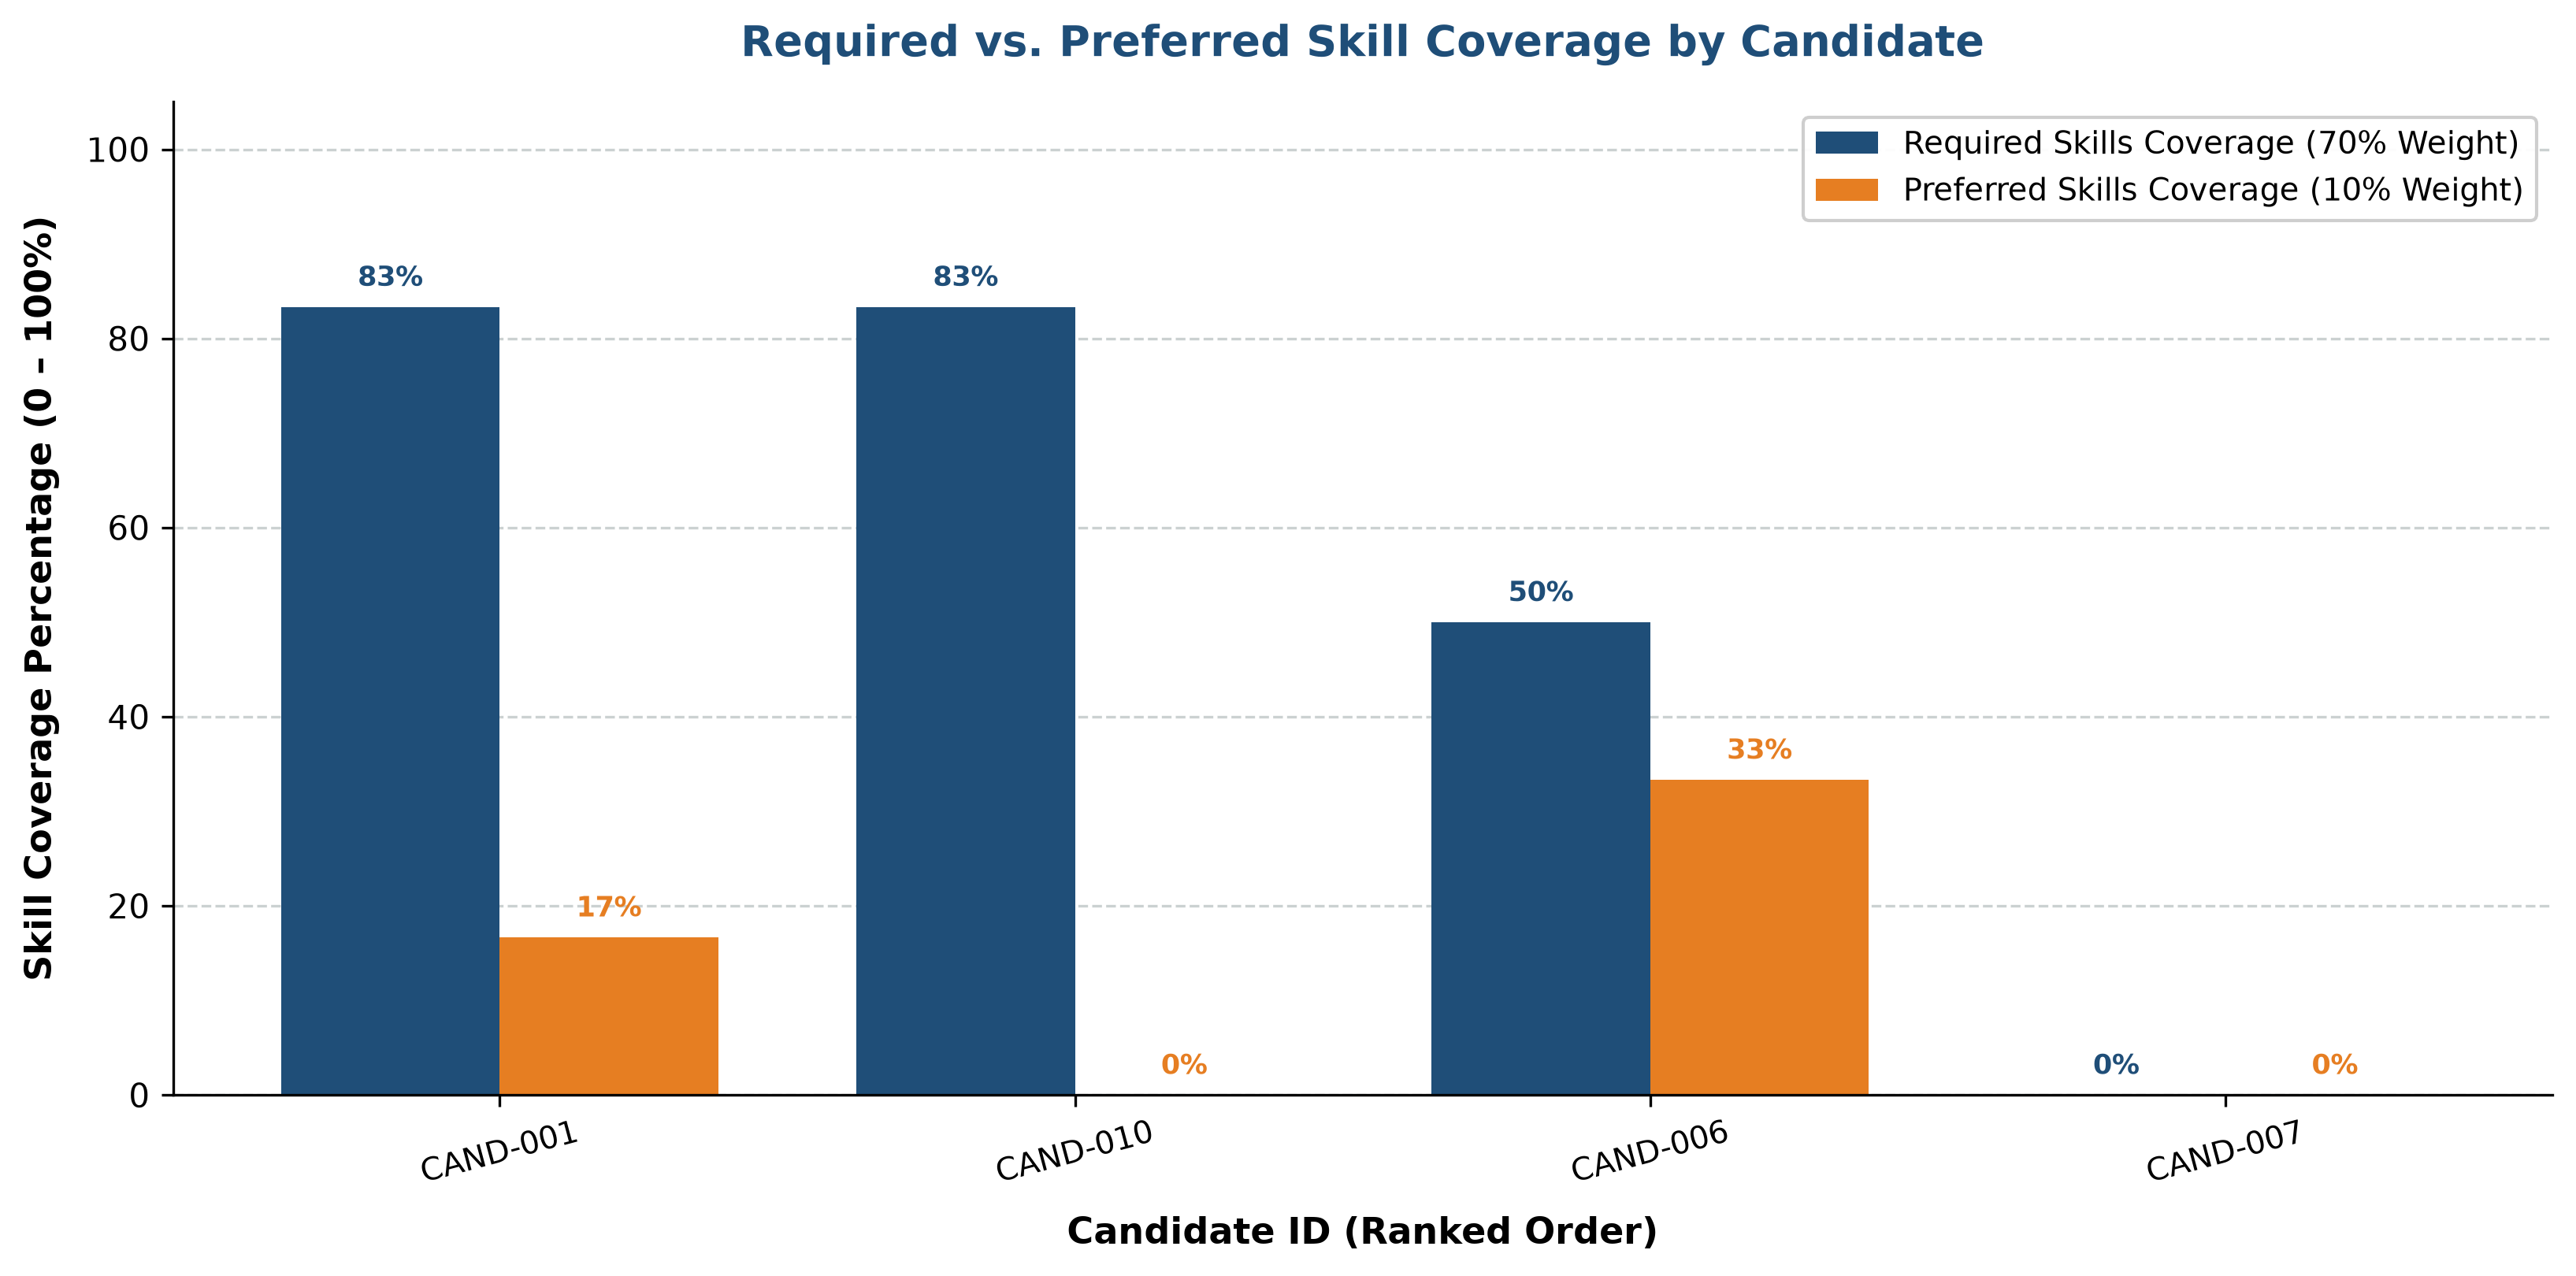 Required vs. Preferred Skill Coverage by Candidate
Skill Coverage Percentage (0 – 100%)
100
80
60
40
20
0
Required Skills Coverage (70% Weight)
Preferred Skills Coverage (10% Weight)
83%
17%
83%
0%
50%
33%
0%
0%
CAND-001
CAND-010
CAND-006
CAND-007
Candidate ID (Ranked Order)